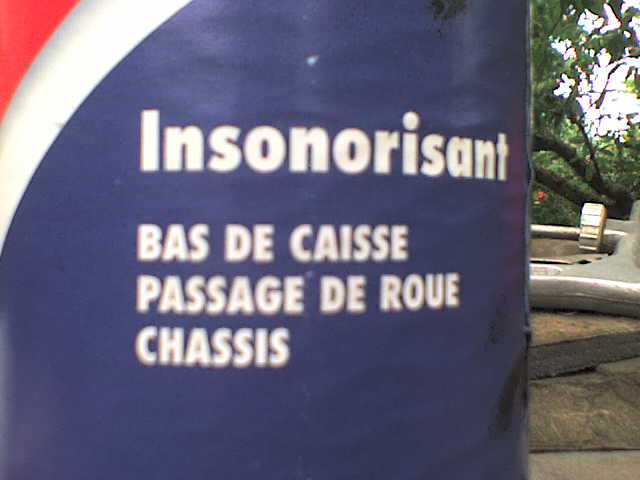 Insonorisant
BAS DE CAISSE
PASSAGE DE ROUE
CHASSIS